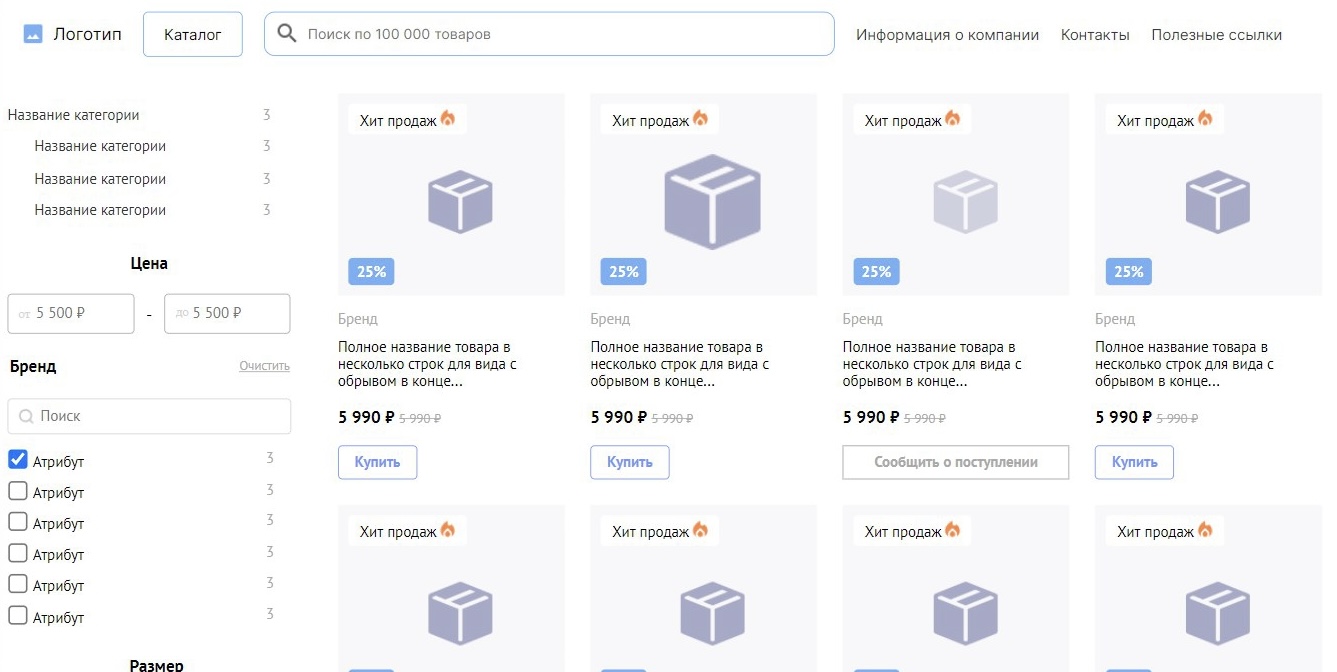 Логотип
Каталог
Поиск по 100 000 товаров
Информация о компании
Контакты
Полезные ссылки
Название категории 3
Название категории 3
Название категории 3
Название категории 3
Цена
от 5 500 ₽ - до 5 500 ₽
Бренд Очистить
Поиск
Атрибут 3
Атрибут 3
Атрибут 3
Атрибут 3
Атрибут 3
Атрибут 3
Размер
Хит продаж
25%
Бренд
Полное название товара в
несколько строк для вида с
обрывом в конце...
5 990 ₽ 5 990 ₽
Купить
Хит продаж
25%
Бренд
Полное название товара в
несколько строк для вида с
обрывом в конце...
5 990 ₽ 5 990 ₽
Купить
Хит продаж
25%
Бренд
Полное название товара в
несколько строк для вида с
обрывом в конце...
5 990 ₽ 5 990 ₽
Сообщить о поступлении
Хит продаж
25%
Бренд
Полное название товара в
несколько строк для вида с
обрывом в конце...
5 990 ₽ 5 990 ₽
Купить
Хит продаж
Хит продаж
Хит продаж
Хит продаж